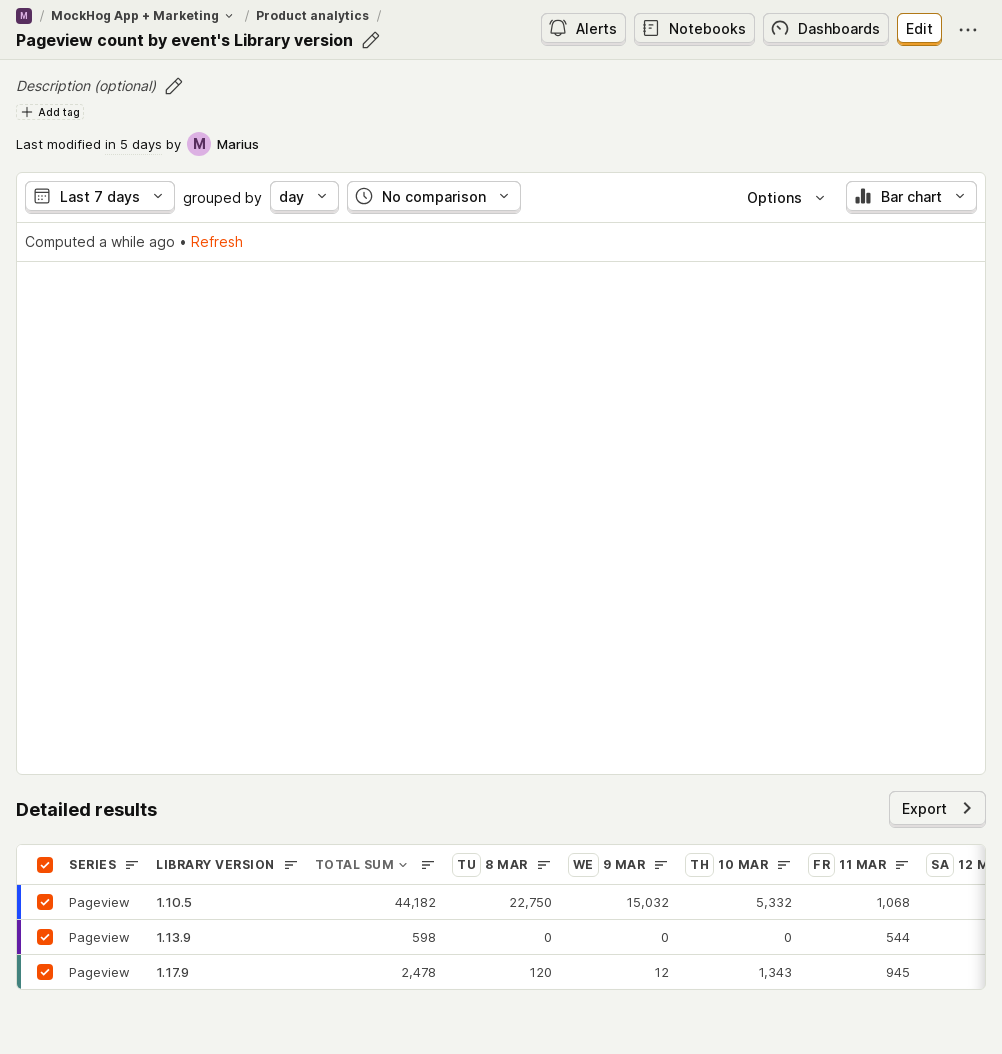 M / MockHog App + Marketing / Product analytics /
Pageview count by event's Library version
Alerts Notebooks Dashboards Edit
Description (optional)
Add tag
Last modified in 5 days by M Marius
Last 7 days grouped by day No comparison Options Bar chart
Computed a while ago • Refresh
Detailed results
Export
SERIES LIBRARY VERSION TOTAL SUM TU 8 MAR WE 9 MAR TH 10 MAR FR 11 MAR SA 12 M
Pageview 1.10.5 44,182 22,750 15,032 5,332 1,068
Pageview 1.13.9 598 0 0 0 544
Pageview 1.17.9 2,478 120 12 1,343 945